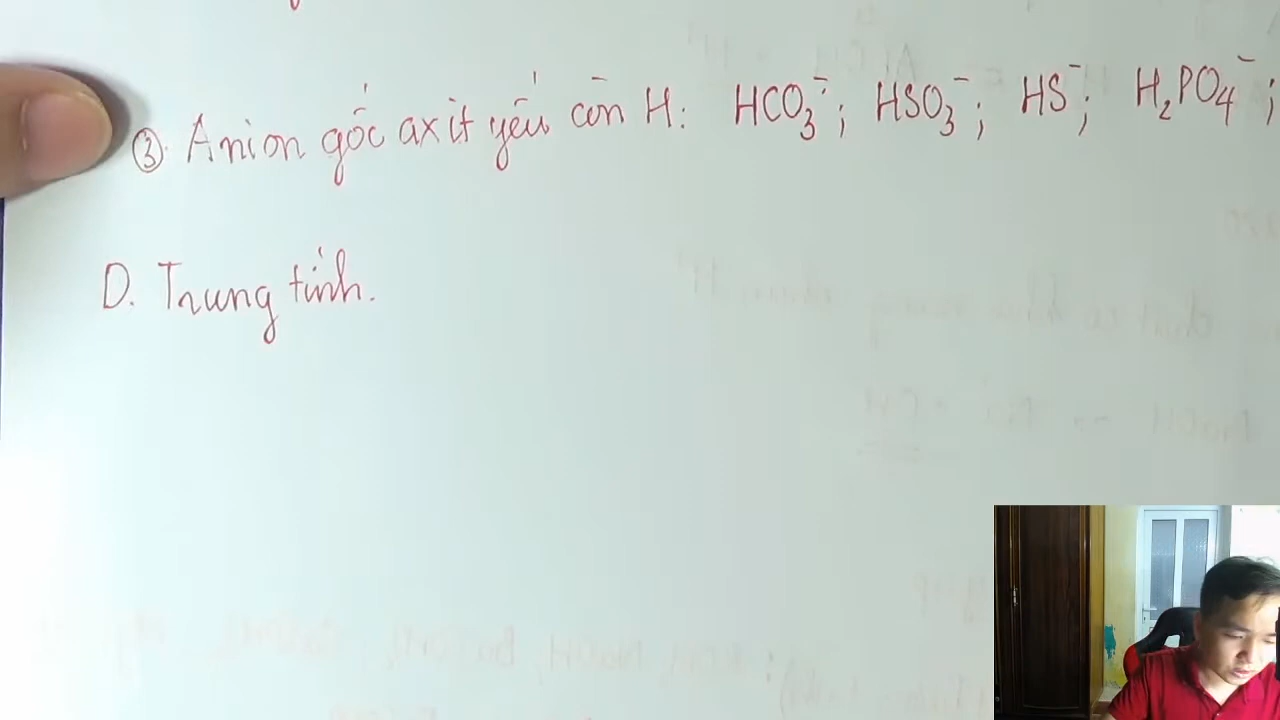 ③. Anion gốc axit yếu còn H: HCO₃⁻; HSO₃⁻; HS⁻; H₂PO₄⁻;
D. Trung tính.